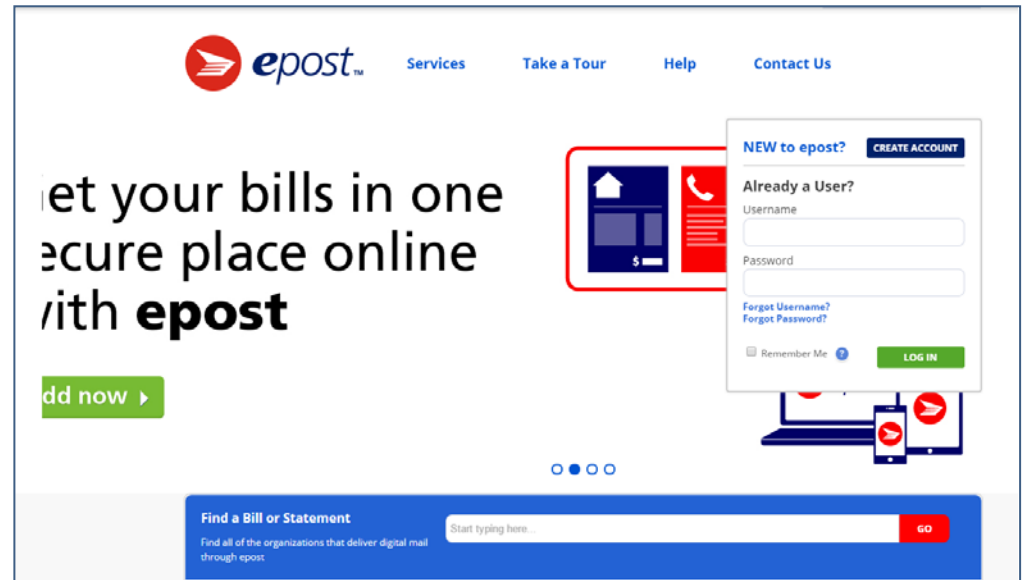 epost™
Services Take a Tour Help Contact Us
NEW to epost? CREATE ACCOUNT
et your bills in one
ecure place online
with epost
dd now
$
Already a User?
Username
Password
Forgot Username?
Forgot Password?
Remember Me ?
LOG IN
Find a Bill or Statement
Find all of the organizations that deliver digital mail
through epost
Start typing here...
GO